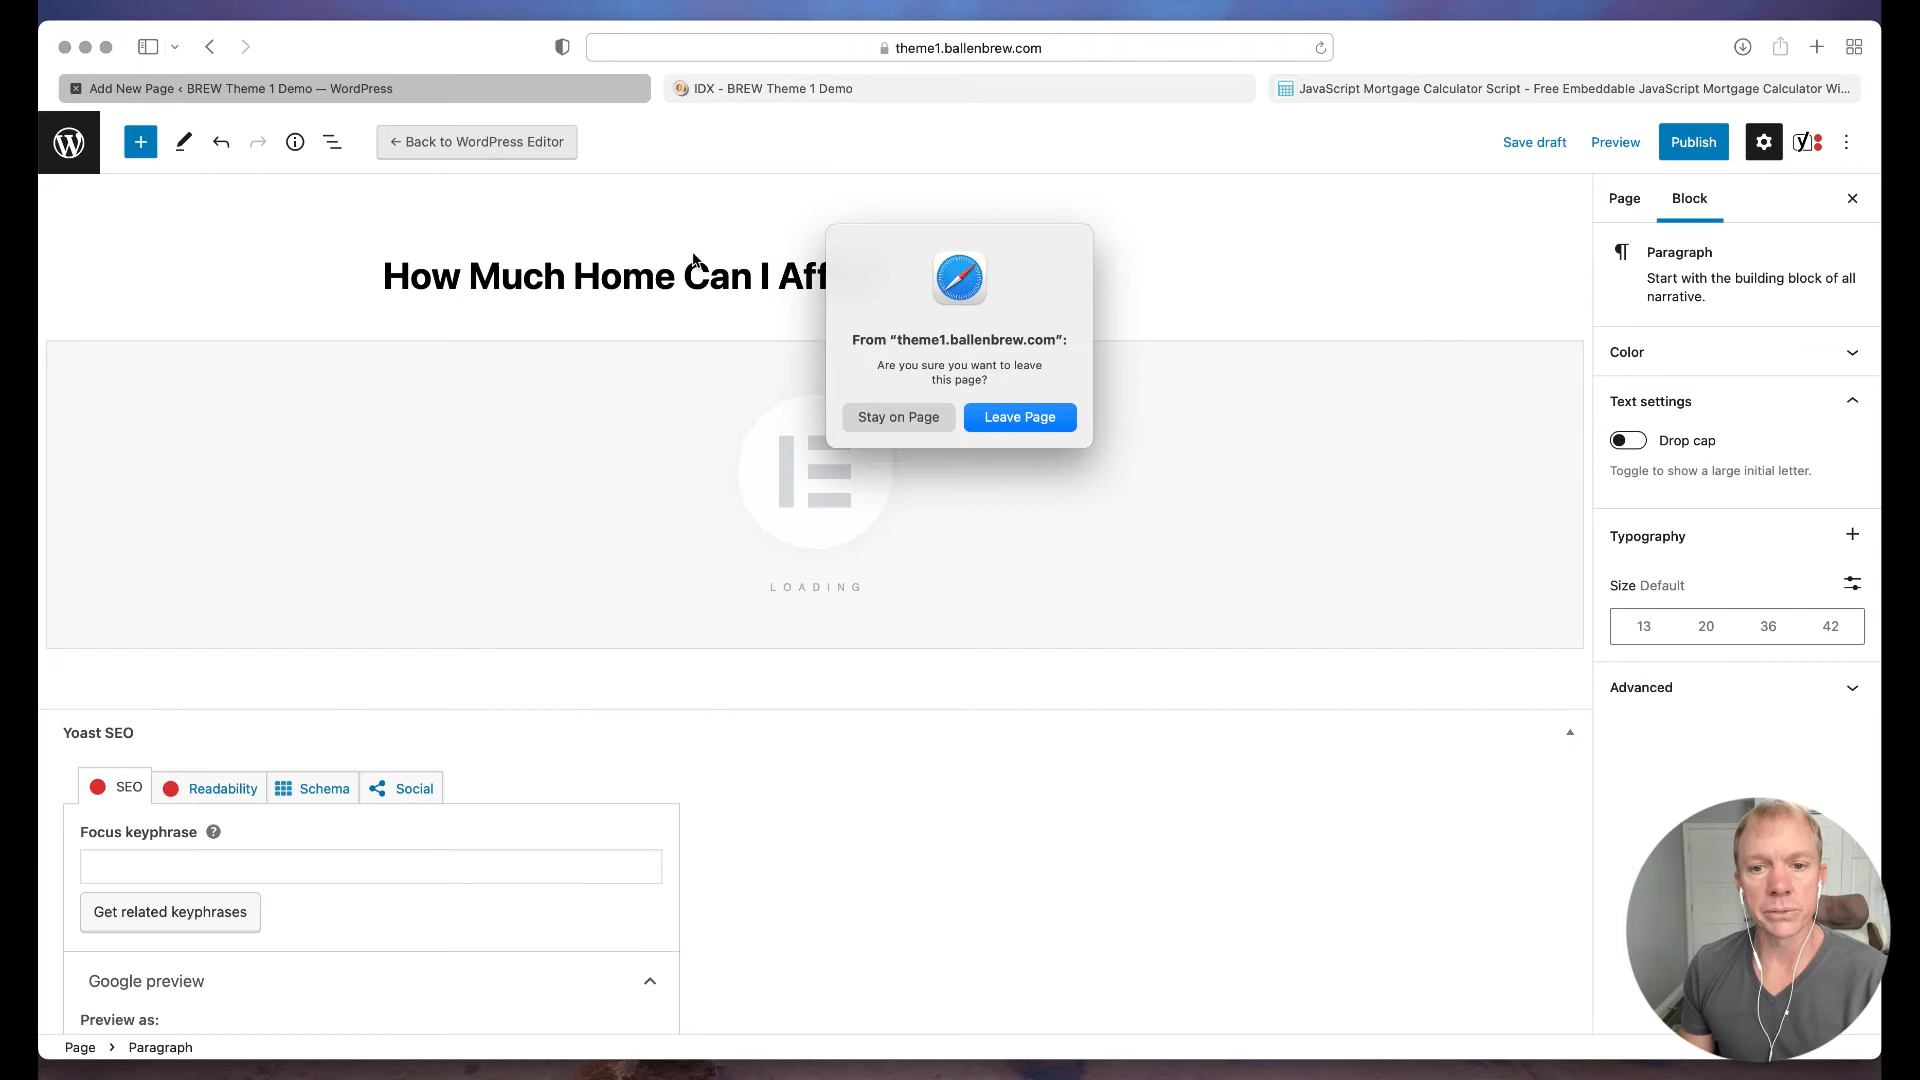 theme1.ballenbrew.com
Add New Page ‹ BREW Theme 1 Demo — WordPress
IDX - BREW Theme 1 Demo
JavaScript Mortgage Calculator Script - Free Embeddable JavaScript Mortgage Calculator Wi...
← Back to WordPress Editor
Save draft
Preview
Publish
Page
Block
How Much Home Can I Aff
From “theme1.ballenbrew.com”:
Are you sure you want to leave
this page?
Stay on Page
Leave Page
LOADING
Paragraph
Start with the building block of all
narrative.
Color
Text settings
Drop cap
Toggle to show a large initial letter.
Typography
Size Default
13 20 36 42
Advanced
Yoast SEO
SEO
Readability
Schema
Social
Focus keyphrase ?
Get related keyphrases
Google preview
Preview as:
Page › Paragraph